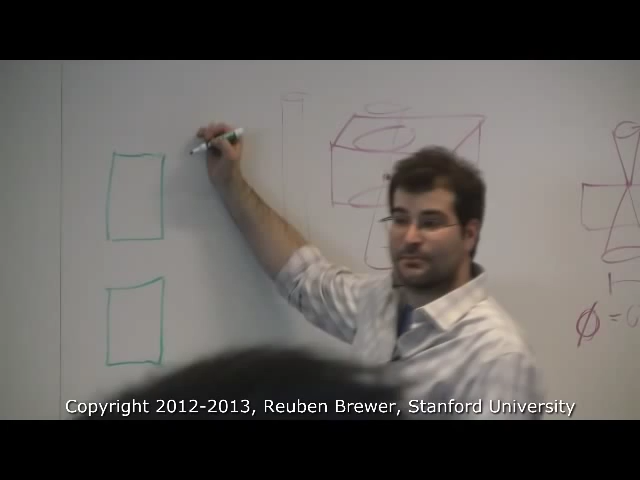 ϕ =
Copyright 2012-2013, Reuben Brewer, Stanford University